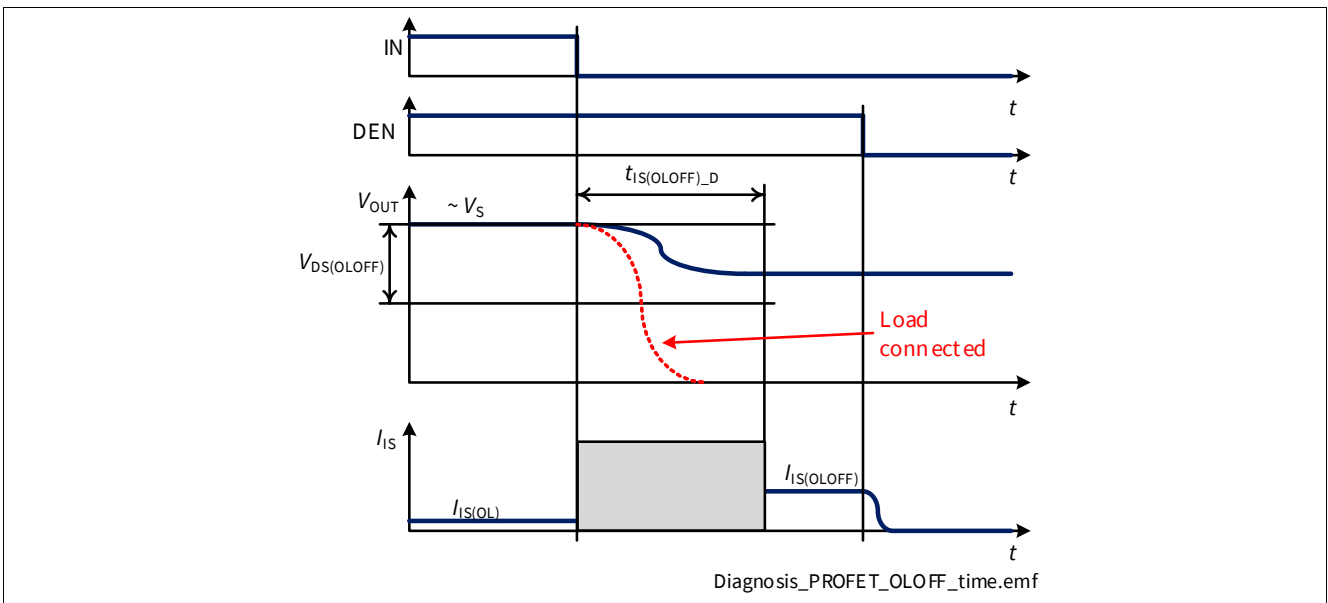 IN
t
DEN
t
tIS(OLOFF)_D
VOUT
~ VS
VDS(OLOFF)
Load
connected
t
IIS
IIS(OLOFF)
IIS(OL)
t
Diagnosis_PROFET_OLOFF_time.emf